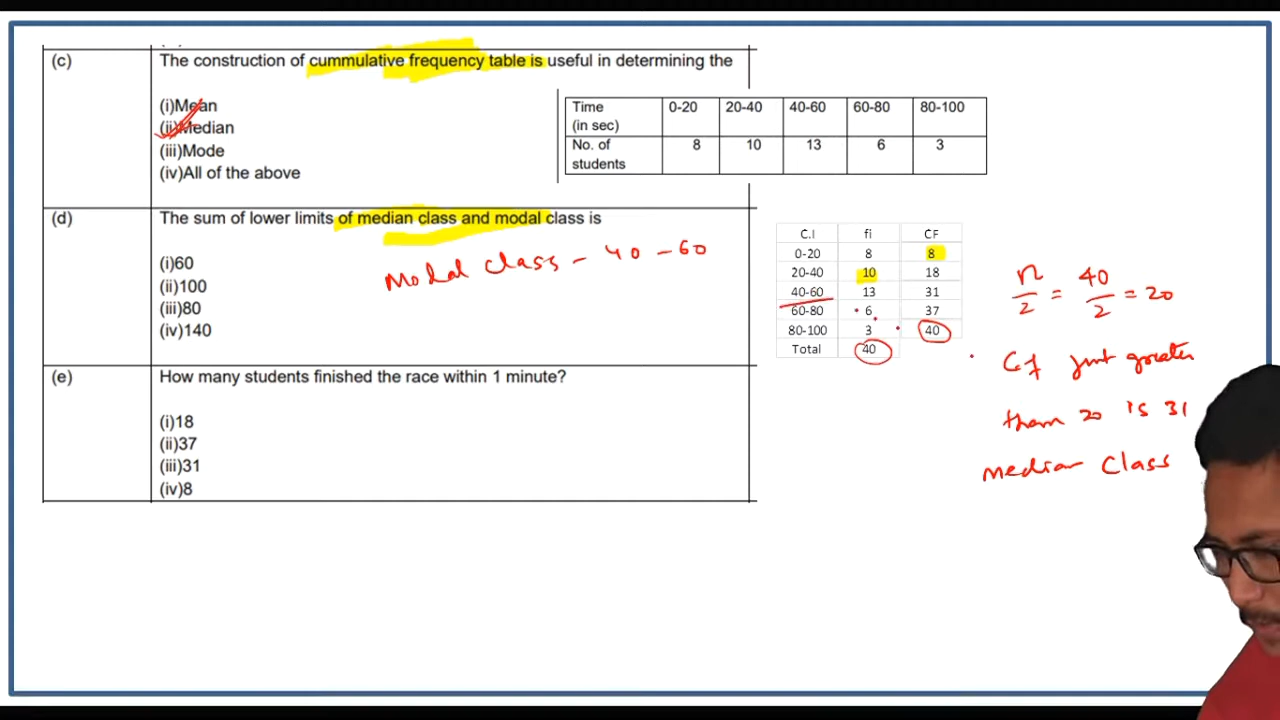 (c) The construction of cummulative frequency table is useful in determining the
(i)Mean
(ii)Median
(iii)Mode
(iv)All of the above
Time (in sec) 0-20 20-40 40-60 60-80 80-100
No. of students 8 10 13 6 3
(d) The sum of lower limits of median class and modal class is
(i)60
(ii)100
(iii)80
(iv)140
Modal class - 40 - 60
C.I fi CF
0-20 8 8
20-40 10 18
40-60 13 31
60-80 6 37
80-100 3 40
Total 40
n/2 = 40/2 = 20
Cf just greater
than 20 is 31
median class
(e) How many students finished the race within 1 minute?
(i)18
(ii)37
(iii)31
(iv)8